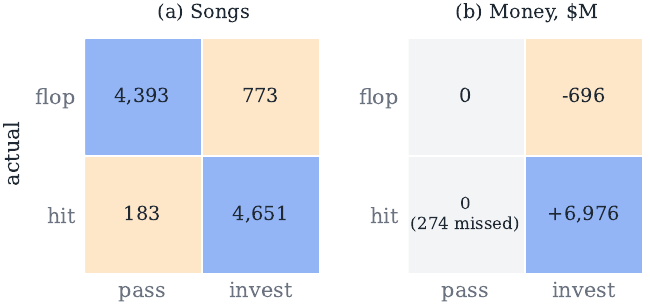 (a) Songs
(b) Money, $M
actual
flop
4,393
773
hit
183
4,651
pass
invest
flop
0
-696
hit
0
(274 missed)
+6,976
pass
invest